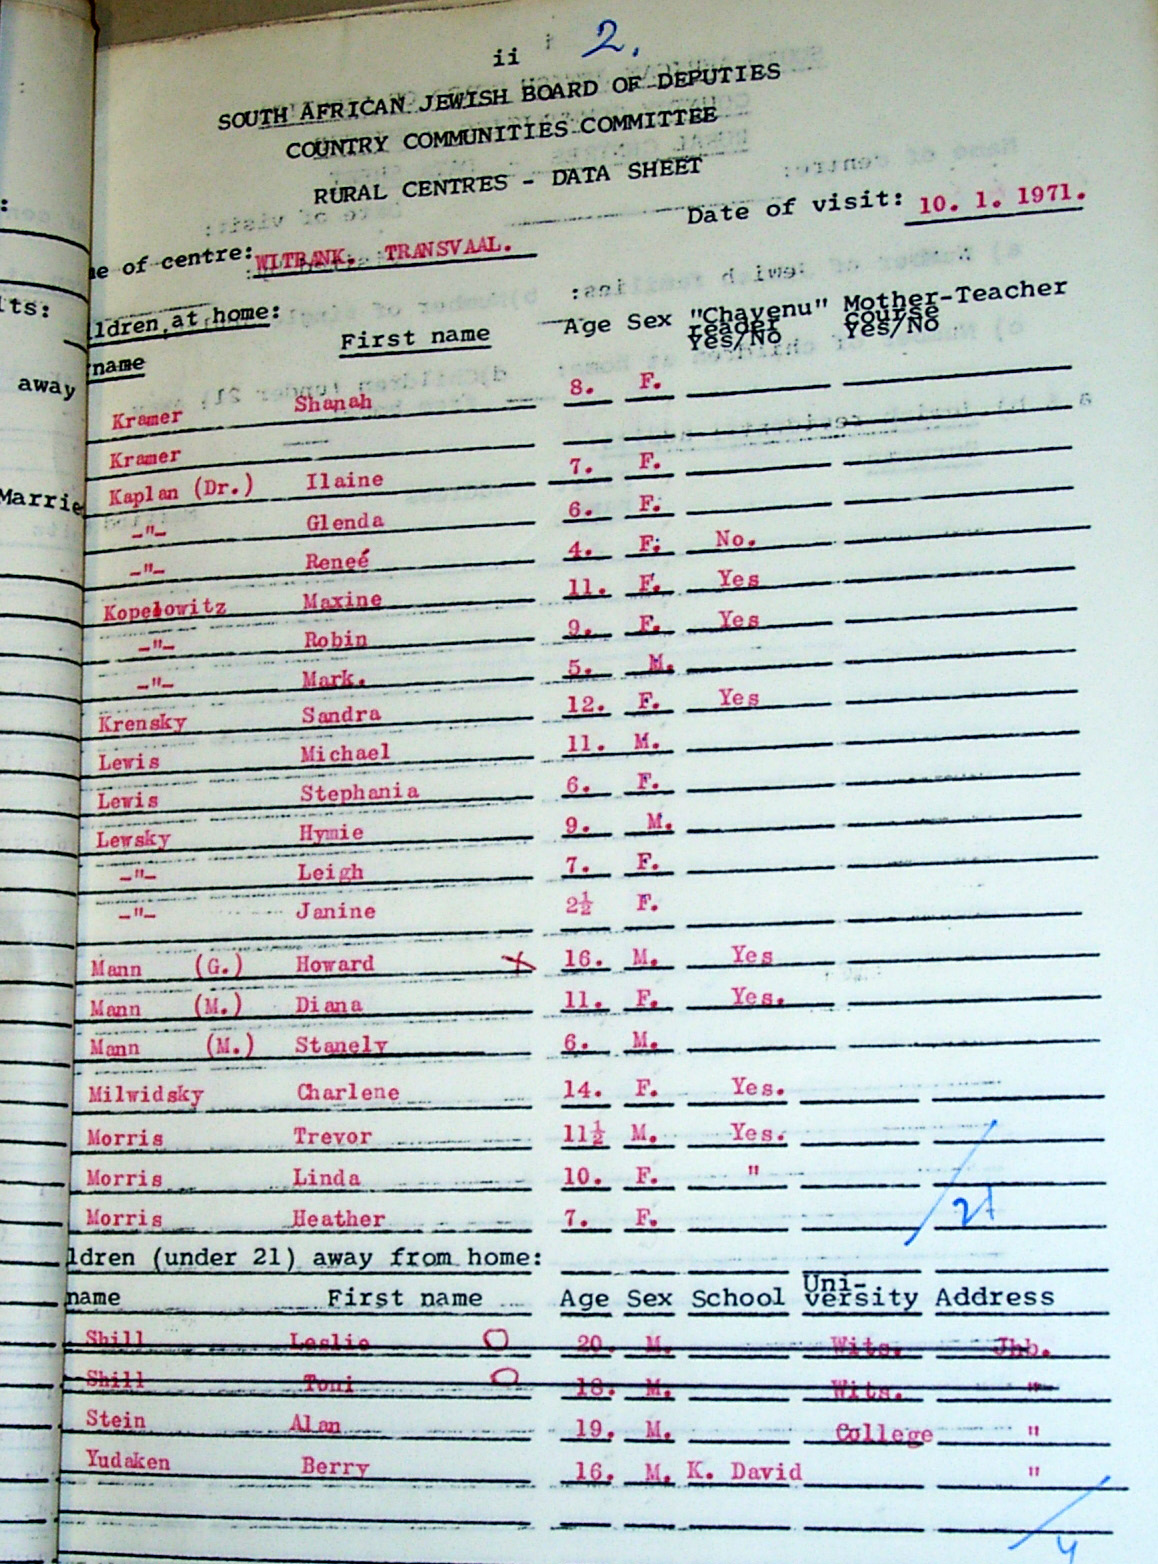 ii 2.
SOUTH AFRICAN JEWISH BOARD OF DEPUTIES
COUNTRY COMMUNITIES COMMITTEE
RURAL CENTRES - DATA SHEET
Date of visit: 10. 1. 1971.
e of centre: WITBANK. TRANSVAAL.
lts:
ldren at home:
name First name Age Sex "Chavenu" reader Yes/No Mother-Teacher course Yes/No
away
Kramer Shanah 8. F.
Kramer
Kaplan (Dr.) Ilaine 7. F.
Marrie
-"- Glenda 6. F.
-"- Reneé 4. F. No.
Kopelowitz Maxine 11. F. Yes
-"- Robin 9. F. Yes
-"- Mark. 5. M.
Krensky Sandra 12. F. Yes
Lewis Michael 11. M.
Lewis Stephania 6. F.
Lewsky Hymie 9. M.
-"- Leigh 7. F.
-"- Janine 2½ F.
Mann (G.) Howard x 16. M. Yes
Mann (M.) Diana 11. F. Yes.
Mann (M.) Stanely 6. M.
Milwidsky Charlene 14. F. Yes.
Morris Trevor 11½ M. Yes.
Morris Linda 10. F. "
Morris Heather 7. F.
21
ldren (under 21) away from home:
name First name Age Sex School Uni-versity Address
Shill Leslie O 20. M. Wits. Jhb.
Shill Toni O 18. M. Wits. "
Stein Alan 19. M. College "
Yudaken Berry 16. M. K. David "
4